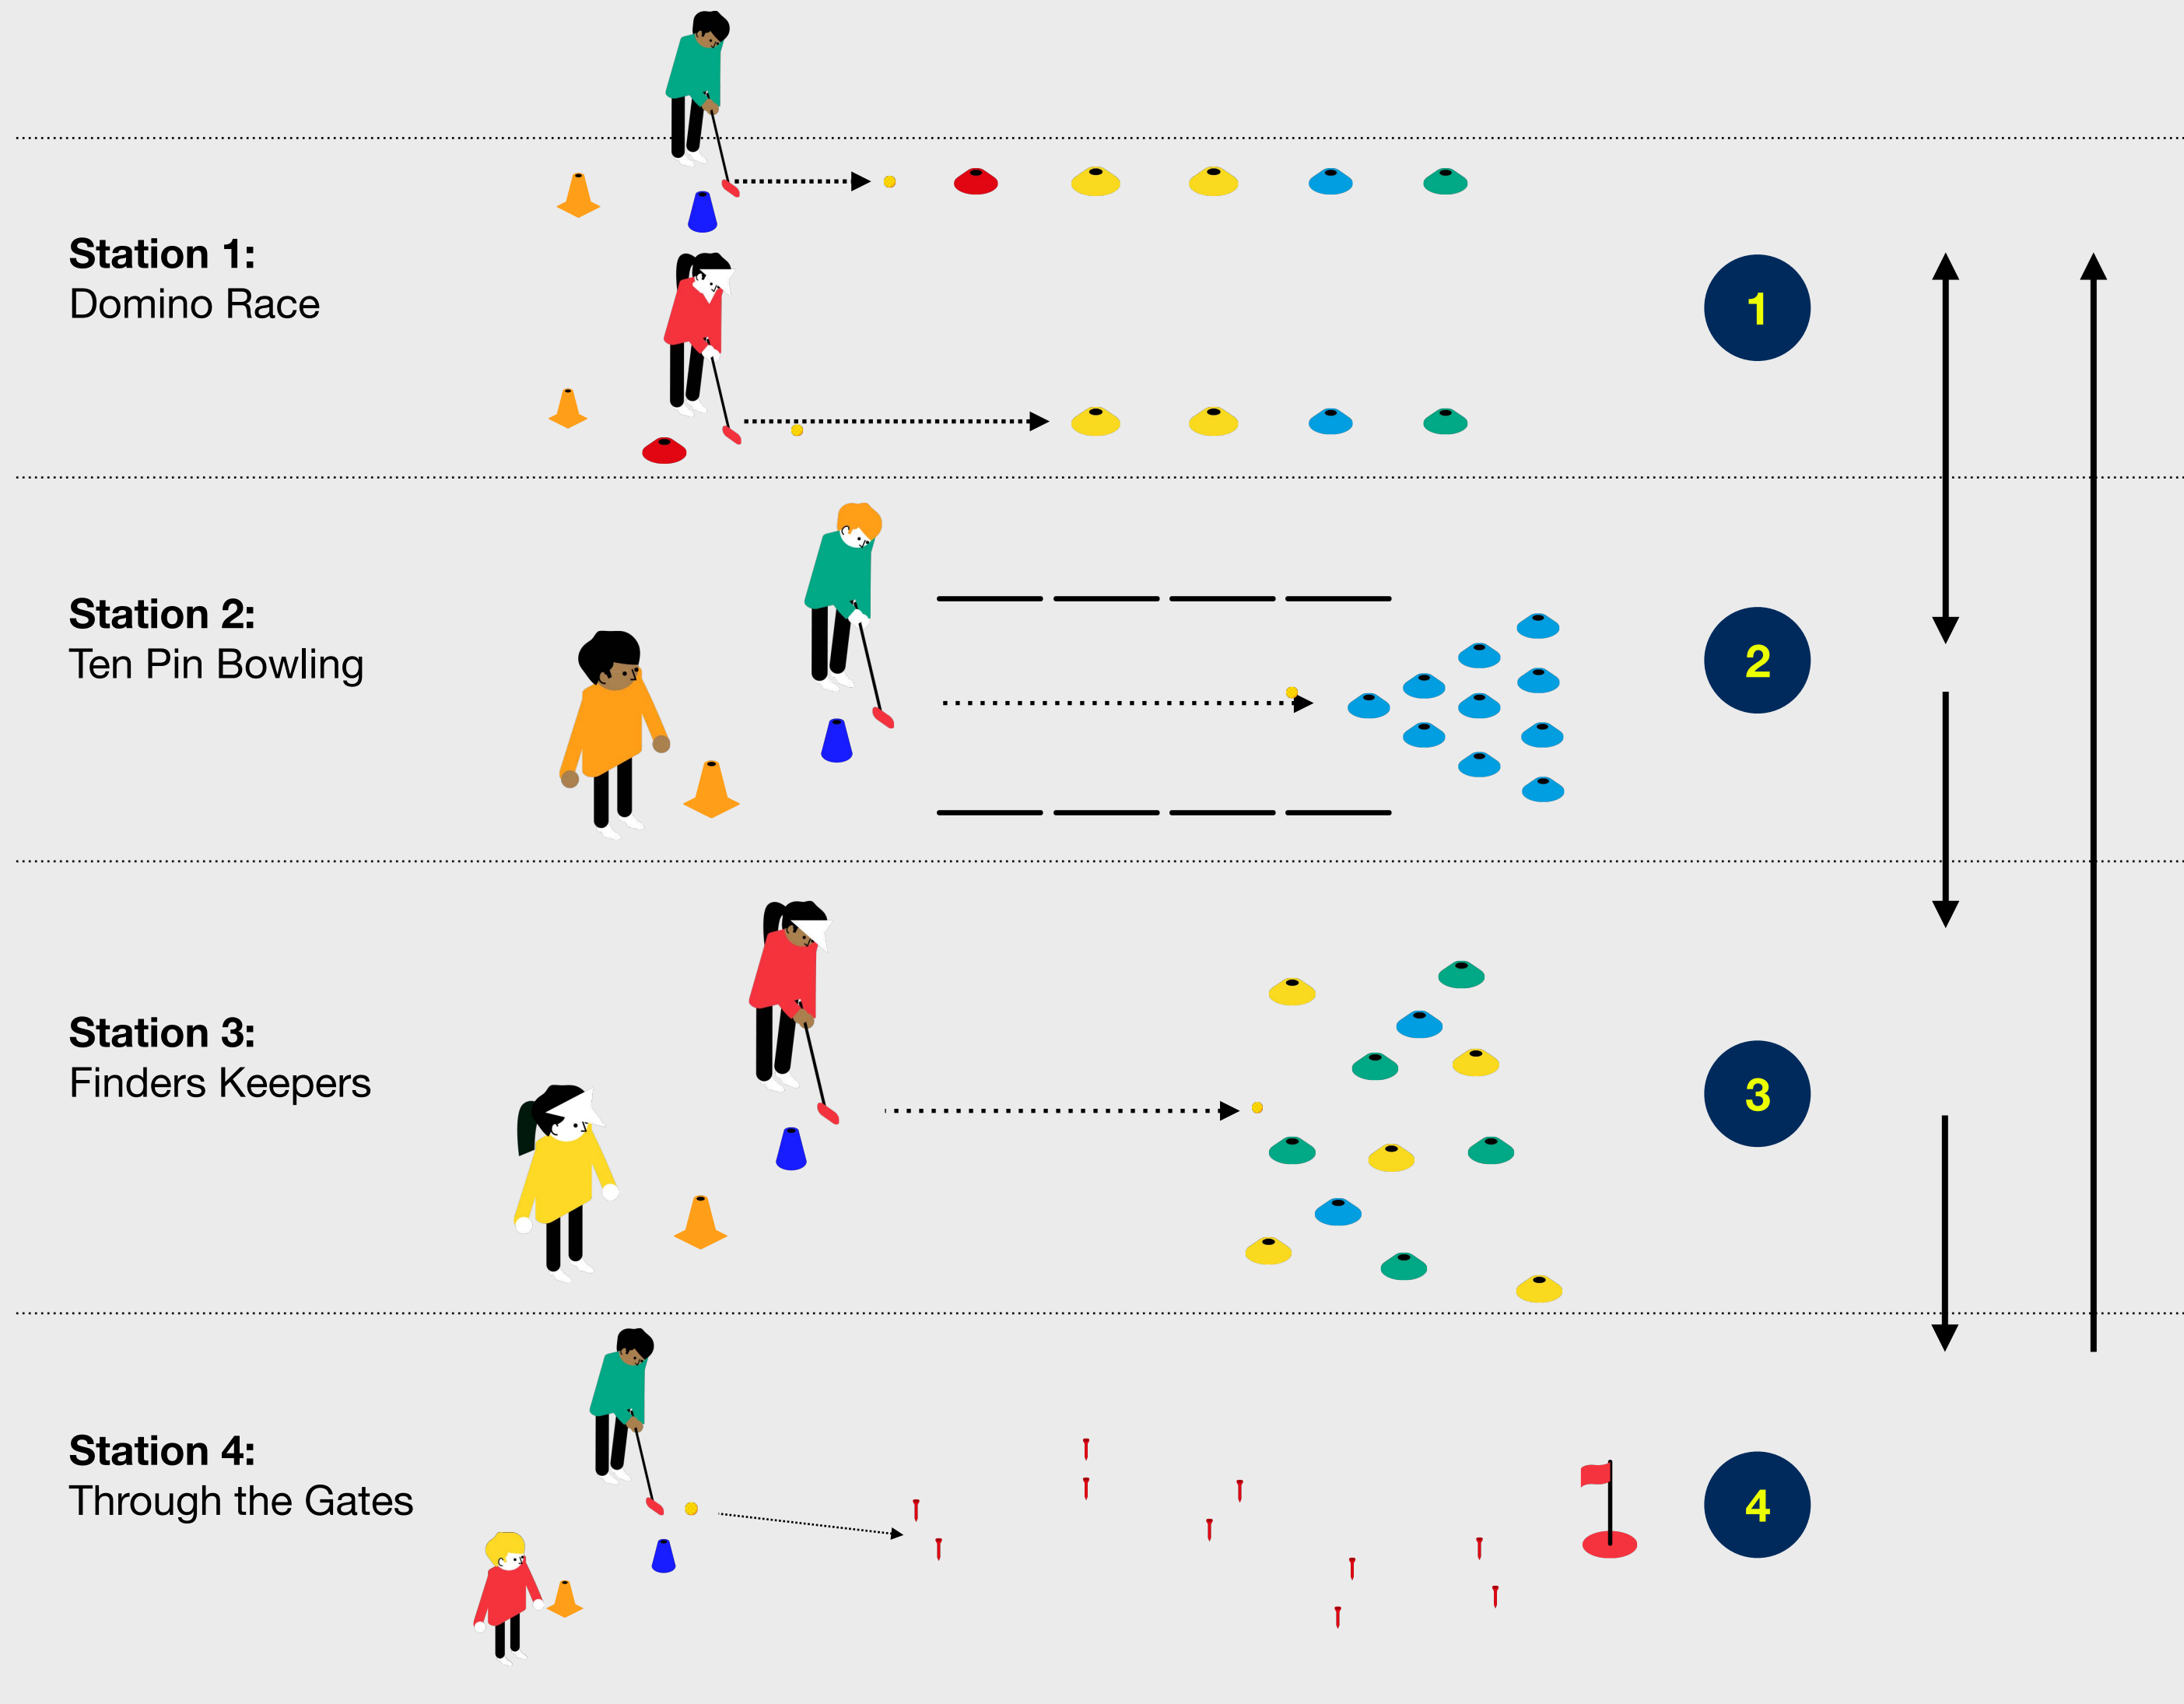 Station 1:
Domino Race
1
Station 2:
Ten Pin Bowling
2
Station 3:
Finders Keepers
3
Station 4:
Through the Gates
4